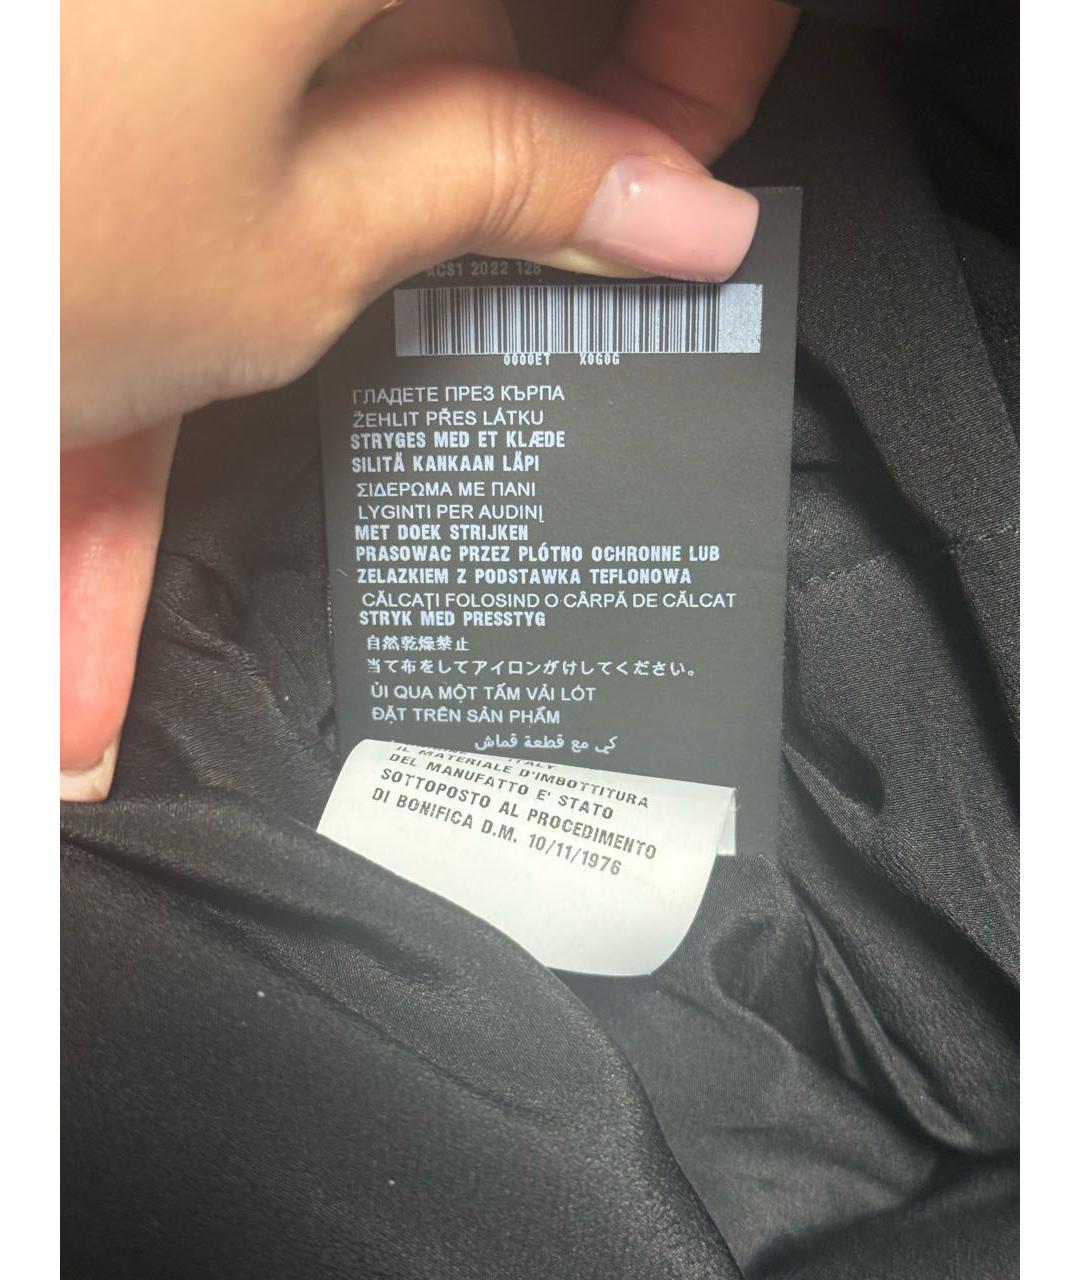 ACS1 2022 128
0000ET X0G0G
ГЛАДЕТЕ ПРЕЗ КЪРПА
ŽEHLIT PŘES LÁTKU
STRYGES MED ET KLÆDE
SILITÄ KANKAAN LÄPI
ΣΙΔΕΡΩΜΑ ΜΕ ΠΑΝΙ
LYGINTI PER AUDINĮ
MET DOEK STRIJKEN
PRASOWAC PRZEZ PLÓTNO OCHRONNE LUB
ZELAZKIEM Z PODSTAWKA TEFLONOWA
CĂLCAȚI FOLOSIND O CÂRPĂ DE CĂLCAT
STRYK MED PRESSTYG
自然乾燥禁止
当て布をしてアイロンがけしてください。
ỦI QUA MỘT TẤM VẢI LÓT
ĐẶT TRÊN SẢN PHẨM
كي مع قطعة قماش
ITALY
IL MATERIALE D'IMBOTTITURA
DEL MANUFATTO E' STATO
SOTTOPOSTO AL PROCEDIMENTO
DI BONIFICA D.M. 10/11/1976